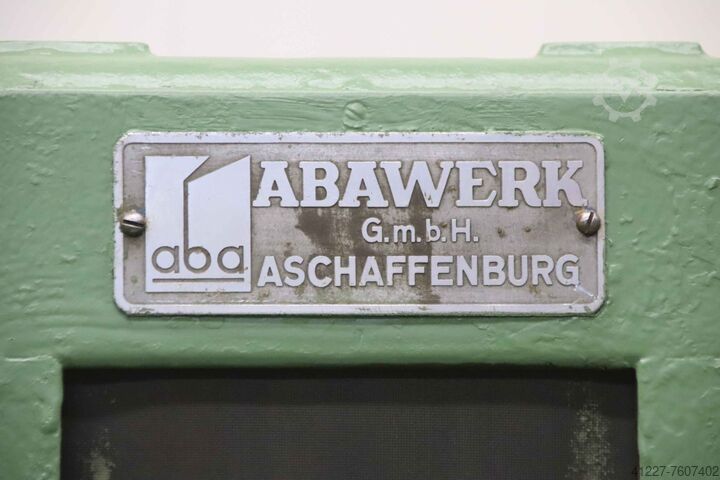 ABAWERK
G.m.b.H.
aba
ASCHAFFENBURG
41227-7607402